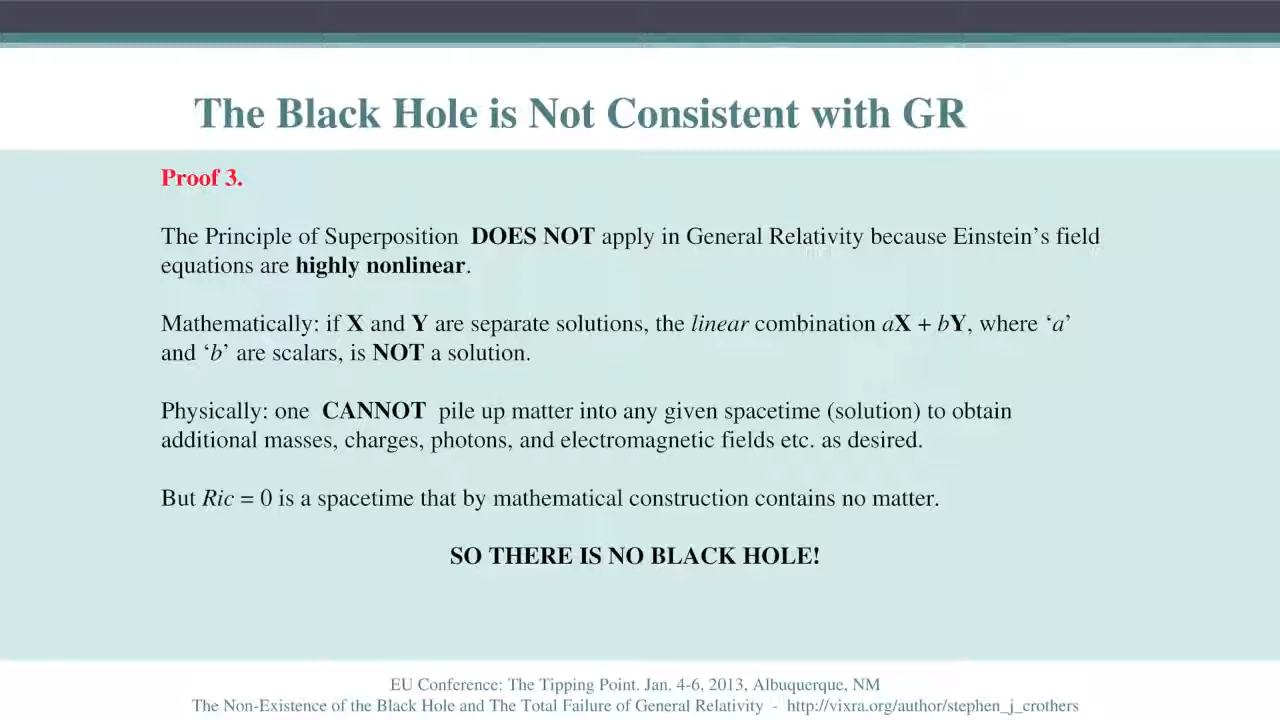 The Black Hole is Not Consistent with GR
Proof 3.
The Principle of Superposition DOES NOT apply in General Relativity because Einstein’s field
equations are highly nonlinear.
Mathematically: if X and Y are separate solutions, the linear combination aX + bY, where ‘a’
and ‘b’ are scalars, is NOT a solution.
Physically: one CANNOT pile up matter into any given spacetime (solution) to obtain
additional masses, charges, photons, and electromagnetic fields etc. as desired.
But Ric = 0 is a spacetime that by mathematical construction contains no matter.
SO THERE IS NO BLACK HOLE!
EU Conference: The Tipping Point. Jan. 4-6, 2013, Albuquerque, NM
The Non-Existence of the Black Hole and The Total Failure of General Relativity - http://vixra.org/author/stephen_j_crothers